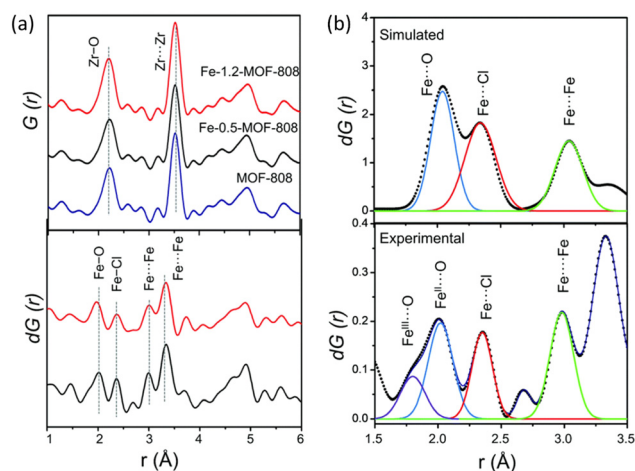 (a)
G (r)
Zr–O
Zr····Zr
Fe-1.2-MOF-808
Fe-0.5-MOF-808
MOF-808
dG (r)
Fe–O
Fe–Cl
Fe····Fe
Fe·····Fe
1 2 3 4 5 6
r (Å)
(b)
Simulated
dG (r)
6
4
2
0
Fe·····O
Fe·····Cl
Fe·····Fe
Experimental
dG (r)
0.4
0.3
0.2
0.1
0.0
Feᴵᴵᴵ·····O
Feᴵᴵ·····O
Fe·····Cl
Fe·····Fe
1.5 2.0 2.5 3.0 3.5
r (Å)